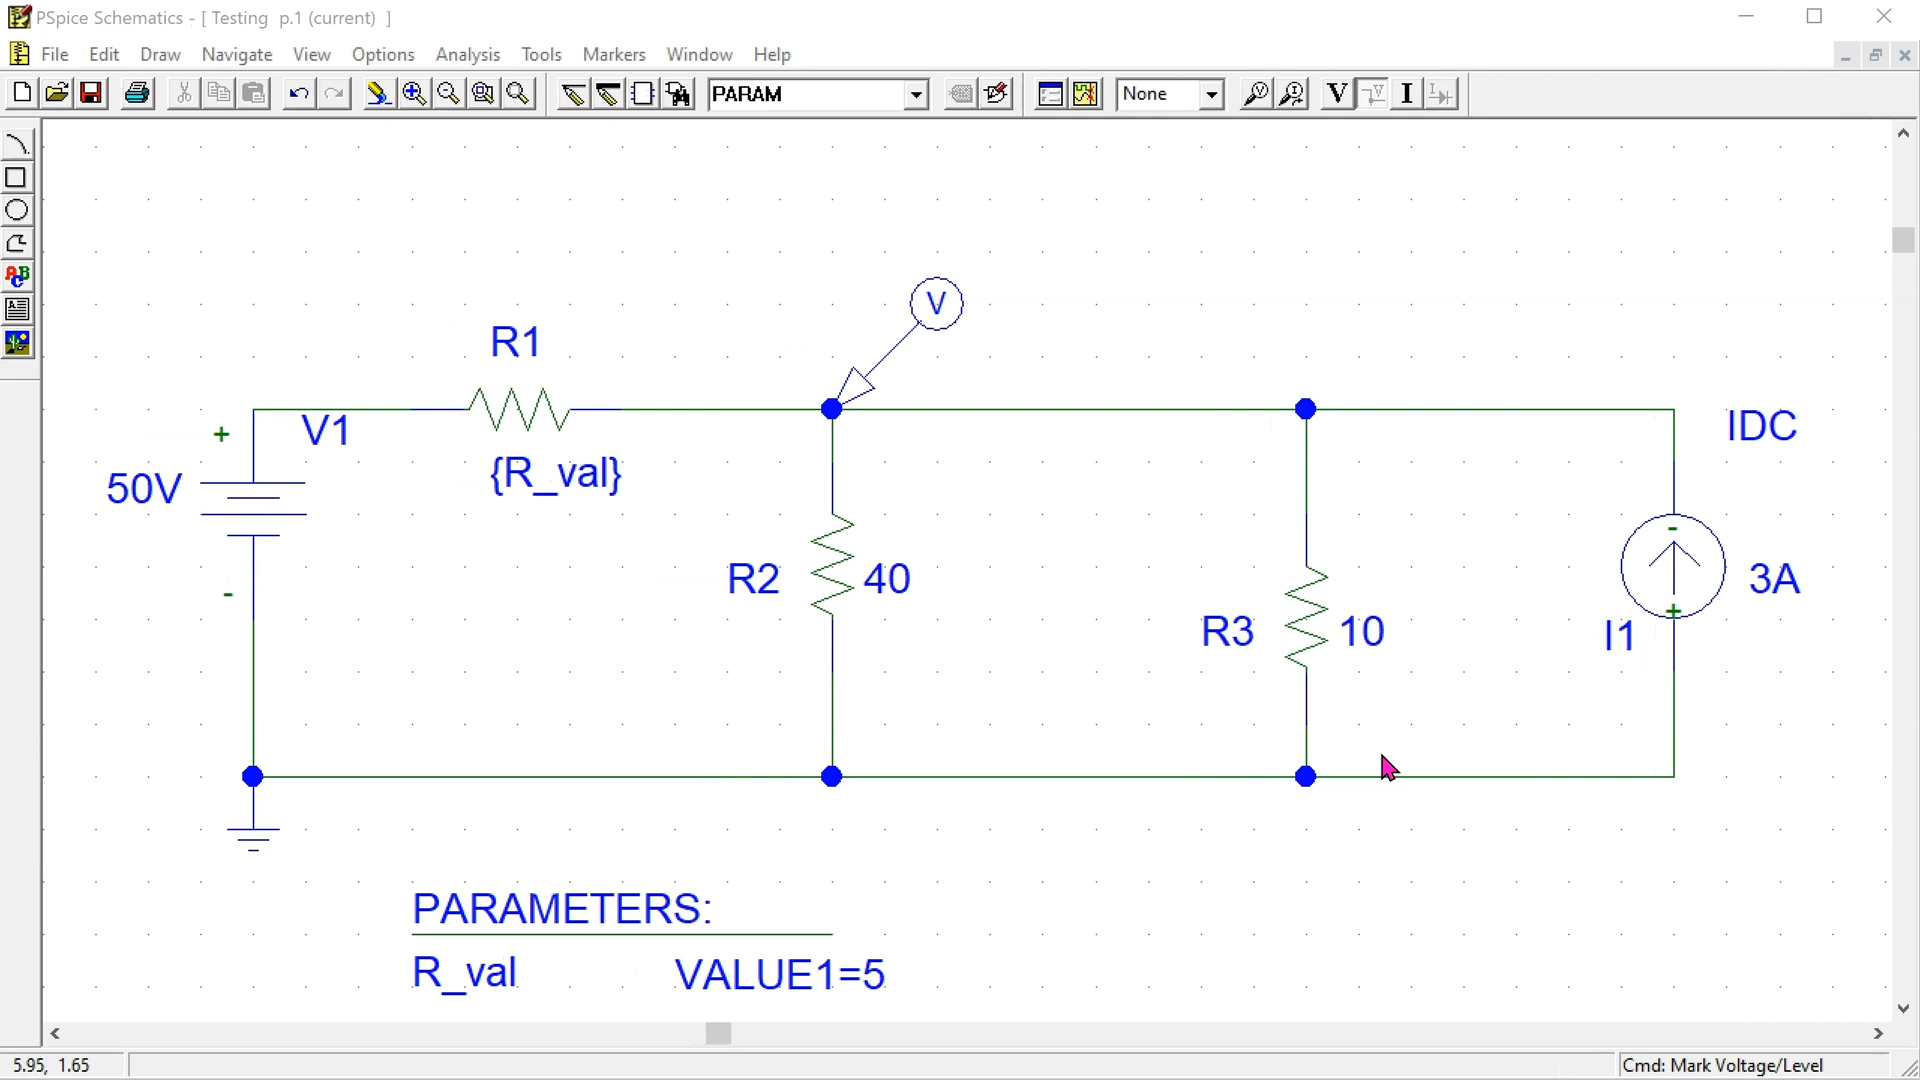 PSpice Schematics - [ Testing  p.1 (current)  ]
File Edit Draw Navigate View Options Analysis Tools Markers Window Help
PARAM None V V I
A B C
V
R1
+ V1 IDC
{R_val}
50V
-
R2 40 3A
+
-
R3 10 I1
PARAMETERS:
R_val VALUE1=5
5.95, 1.65 Cmd: Mark Voltage/Level